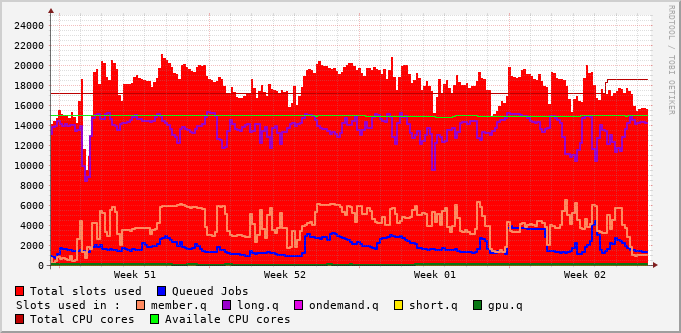 RRDTOOL / TOBI OETIKER
24000
22000
20000
18000
16000
14000
12000
10000
8000
6000
4000
2000
0
Week 51 Week 52 Week 01 Week 02
Total slots used Queued Jobs
Slots used in : member.q long.q ondemand.q short.q gpu.q
Total CPU cores Availale CPU cores